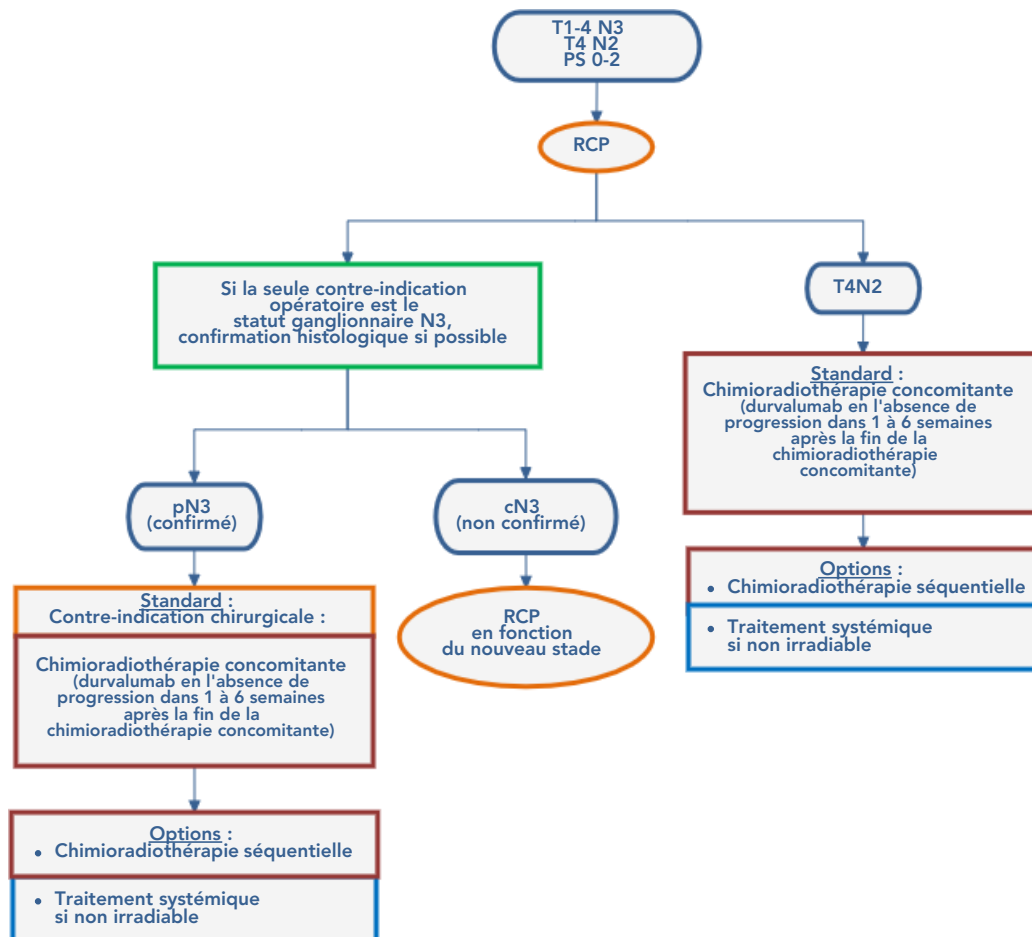 T1-4 N3
T4 N2
PS 0-2
RCP
Si la seule contre-indication
opératoire est le
statut ganglionnaire N3,
confirmation histologique si possible
T4N2
Standard :
Chimioradiothérapie concomitante
(durvalumab en l'absence de
progression dans 1 à 6 semaines
après la fin de la
chimioradiothérapie
concomitante)
pN3
(confirmé)
cN3
(non confirmé)
Options :
• Chimioradiothérapie séquentielle
• Traitement systémique
si non irradiable
Standard :
Contre-indication chirurgicale :
Chimioradiothérapie concomitante
(durvalumab en l'absence de
progression dans 1 à 6 semaines
après la fin de la
chimioradiothérapie concomitante)
RCP
en fonction
du nouveau stade
Options :
• Chimioradiothérapie séquentielle
• Traitement systémique
si non irradiable